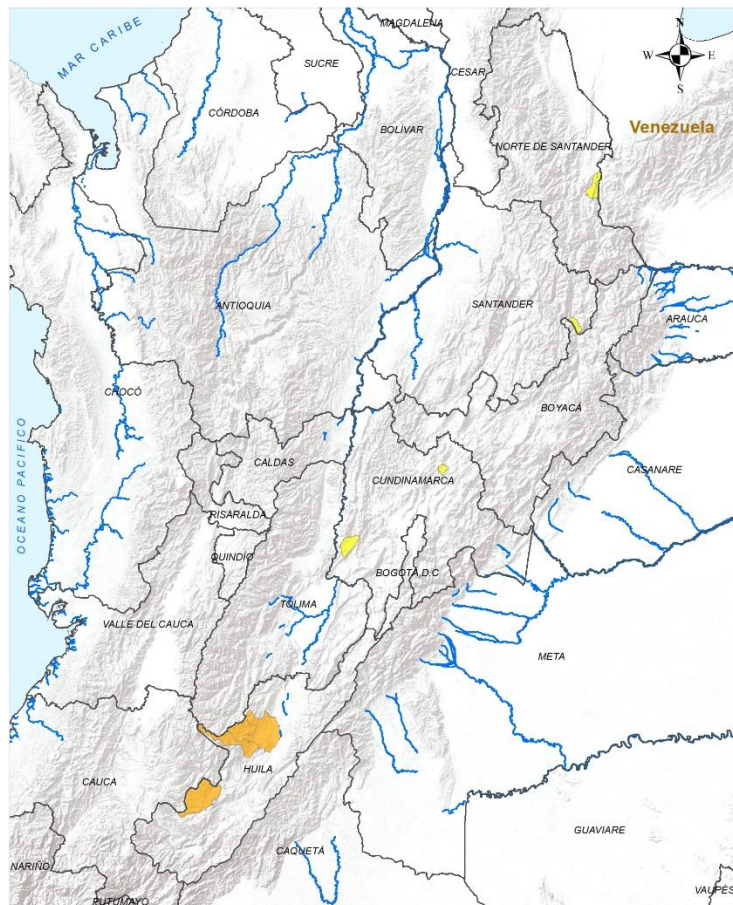 MAGDALENA
N
MAR CARIBE
W
E
SUCRE
CESAR
S
CÓRDOBA
BOLÍVAR
Venezuela
NORTE DE SANTANDER
ANTIOQUIA
SANTANDER
ARAUCA
CHOCÓ
BOYACÁ
OCEANO PACIFICO
CALDAS
CUNDINAMARCA
CASANARE
RISARALDA
QUINDÍO
BOGOTÁ,D.C
TOLIMA
VALLE DEL CAUCA
META
HUILA
CAUCA
GUAVIARE
CAQUETÁ
NARIÑO
VAUPÉS
PUTUMAYO